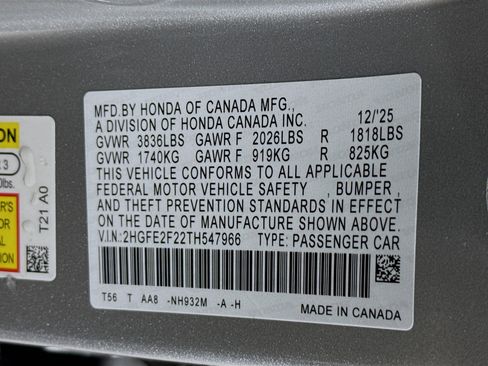 MFD.BY HONDA OF CANADA MFG.,
A DIVISION OF HONDA CANADA INC. 12/'25
GVWR 3836LBS GAWR F 2026LBS R 1818LBS
GVWR 1740KG GAWR F 919KG R 825KG
THIS VEHICLE CONFORMS TO ALL APPLICABLE
FEDERAL MOTOR VEHICLE SAFETY , BUMPER ,
AND THEFT PREVENTION STANDARDS IN EFFECT
ON THE DATE OF MANUFACTURE SHOWN ABOVE.
V.I.N.:2HGFE2F22TH547966 TYPE: PASSENGER CAR
T56 T AA8 -NH932M -A -H
MADE IN CANADA
T21 A0